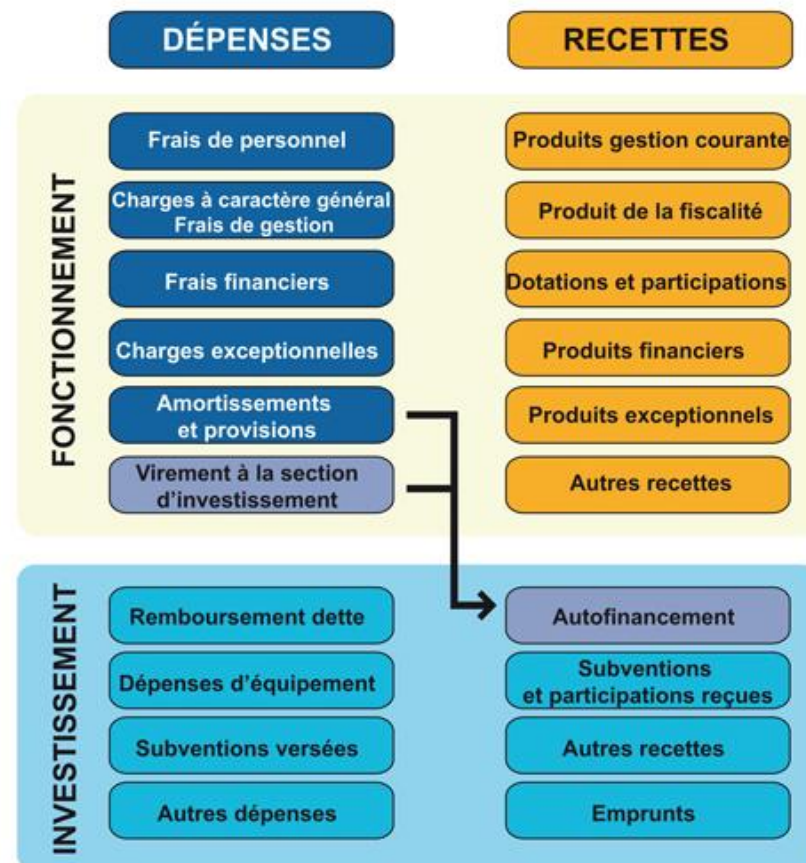 DÉPENSES
RECETTES
FONCTIONNEMENT
Frais de personnel
Produits gestion courante
Charges à caractère général
Frais de gestion
Produit de la fiscalité
Frais financiers
Dotations et participations
Charges exceptionnelles
Produits financiers
Amortissements
et provisions
Produits exceptionnels
Virement à la section
d'investissement
Autres recettes
INVESTISSEMENT
Remboursement dette
Autofinancement
Dépenses d'équipement
Subventions
et participations reçues
Subventions versées
Autres recettes
Autres dépenses
Emprunts